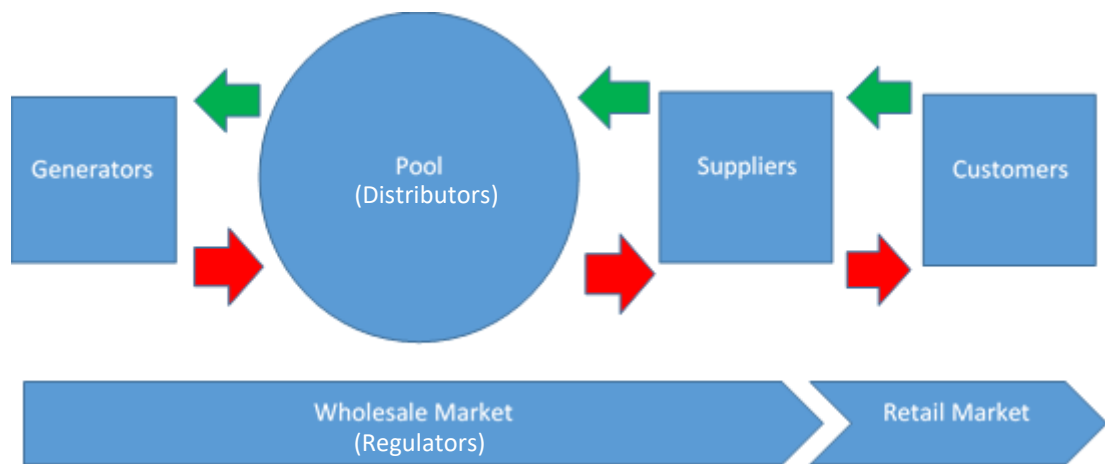 Generators
Pool
(Distributors)
Suppliers
Customers
Wholesale Market
(Regulators)
Retail Market